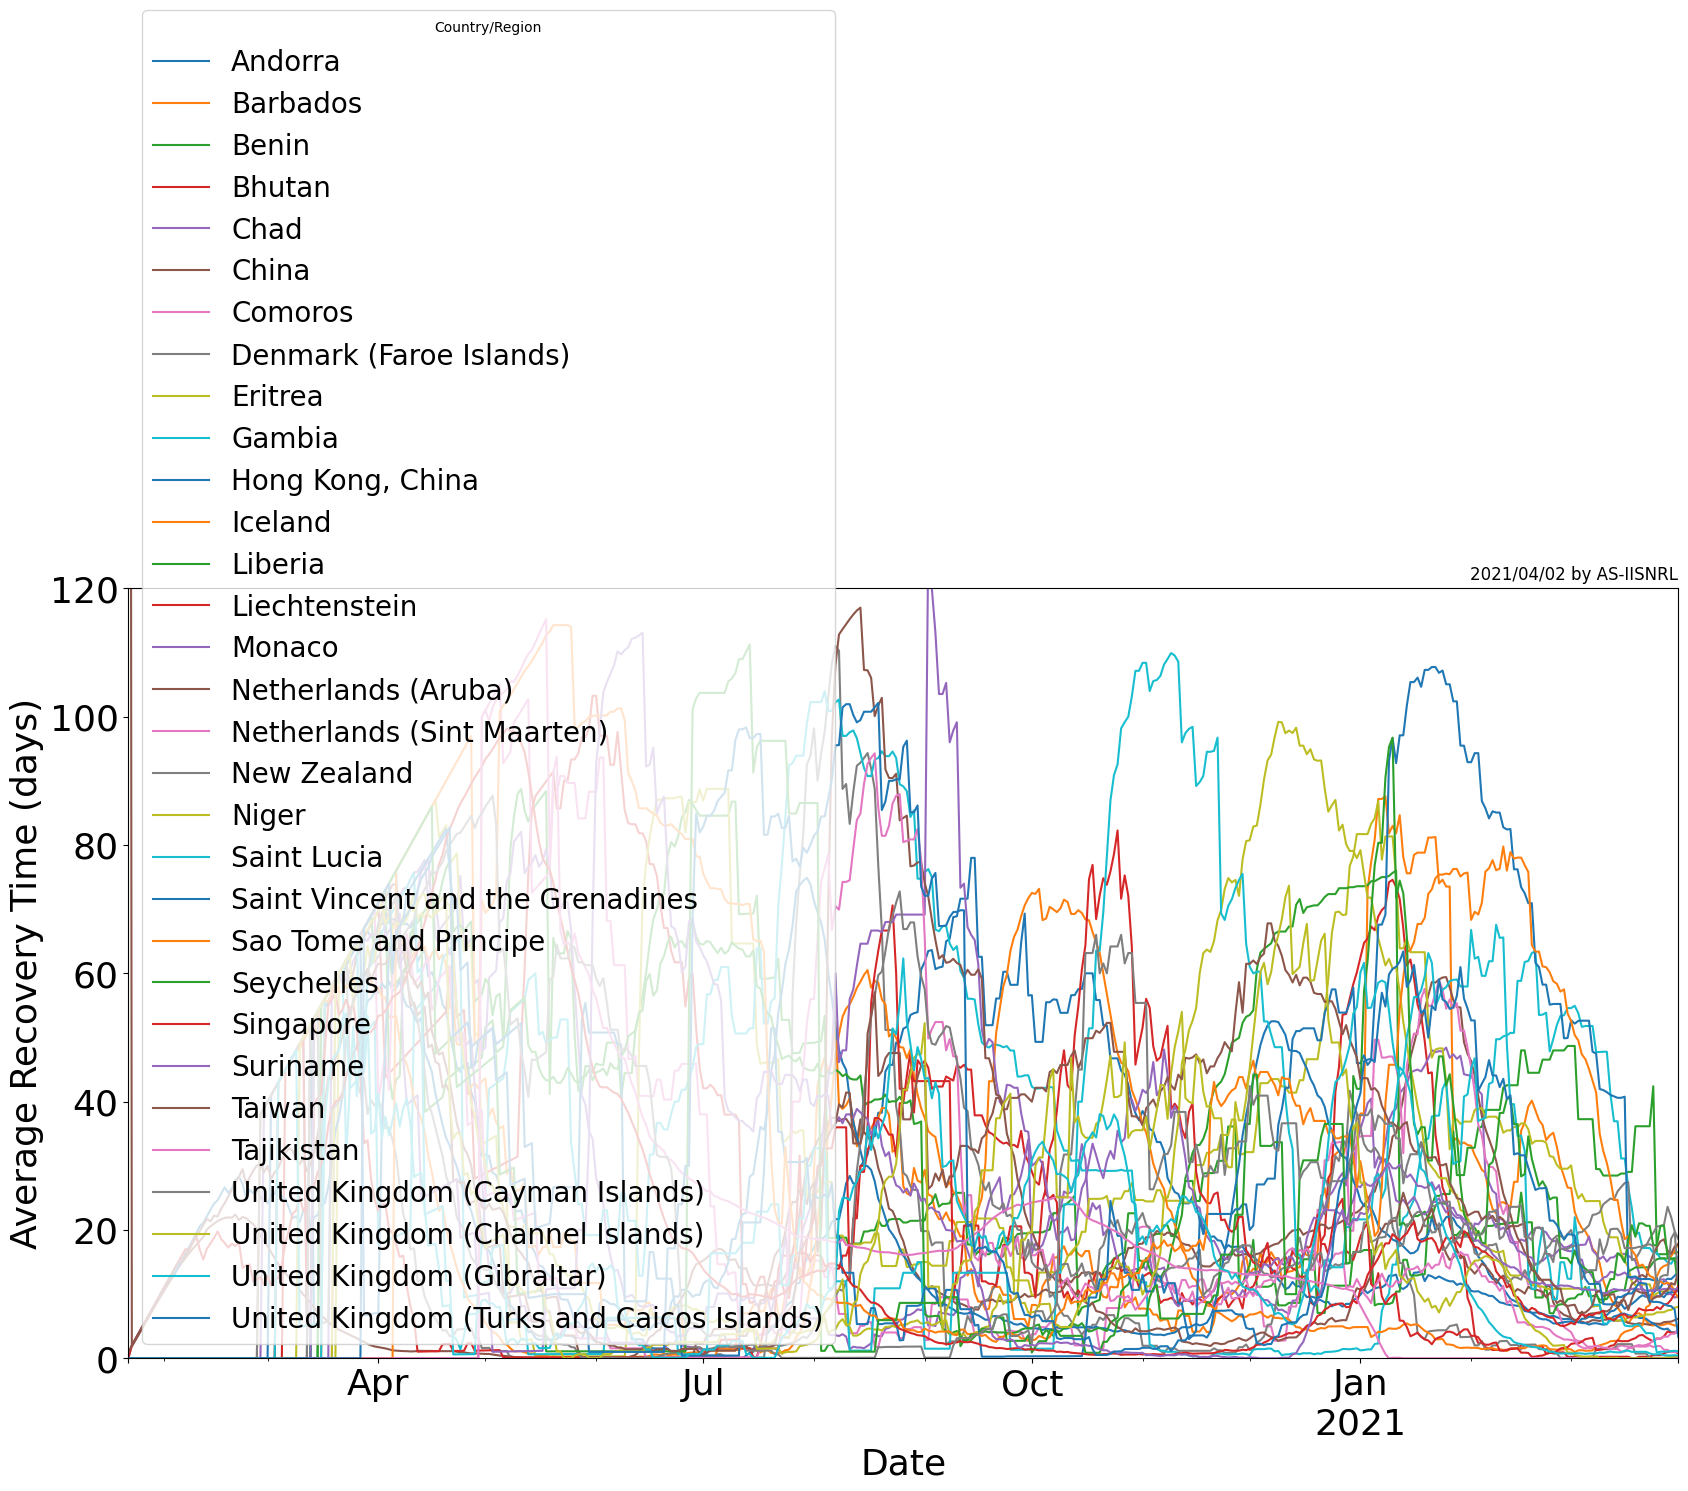 Country/Region
Andorra
Barbados
Benin
Bhutan
Chad
China
Comoros
Denmark (Faroe Islands)
Eritrea
Gambia
Hong Kong, China
Iceland
Liberia
Liechtenstein
Monaco
Netherlands (Aruba)
Netherlands (Sint Maarten)
New Zealand
Niger
Saint Lucia
Saint Vincent and the Grenadines
Sao Tome and Principe
Seychelles
Singapore
Suriname
Taiwan
Tajikistan
United Kingdom (Cayman Islands)
United Kingdom (Channel Islands)
United Kingdom (Gibraltar)
United Kingdom (Turks and Caicos Islands)
2021/04/02 by AS-IISNRL
Average Recovery Time (days)
120
100
80
60
40
20
0
Apr
Jul
Oct
Jan
2021
Date